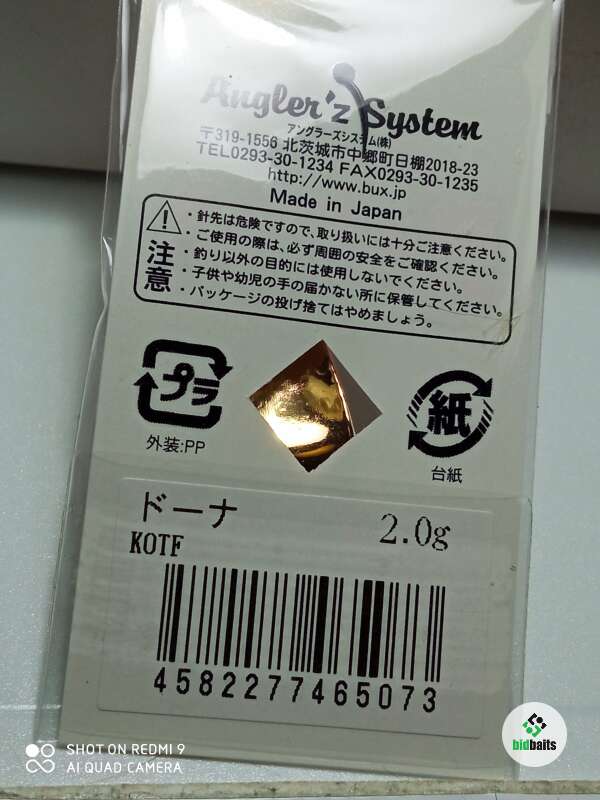 Angler'z System
アングラーズシステム(株)
〒319-1556 北茨城市中郷町日棚2018-23
TEL0293-30-1234 FAX0293-30-1235
http://www.bux.jp
Made in Japan
注意
・針先は危険ですので、取り扱いには十分ご注意ください。
・ご使用の際は、必ず周囲の安全をご確認ください。
・釣り以外の目的には使用しないでください。
・子供や幼児の手の届かない所に保管してください。
・パッケージの投げ捨てはやめましょう。
プラ
紙
外装:PP
台紙
ドーナ 2.0g
KOTF
4582277465073
bidbaits
SHOT ON REDMI 9
AI QUAD CAMERA